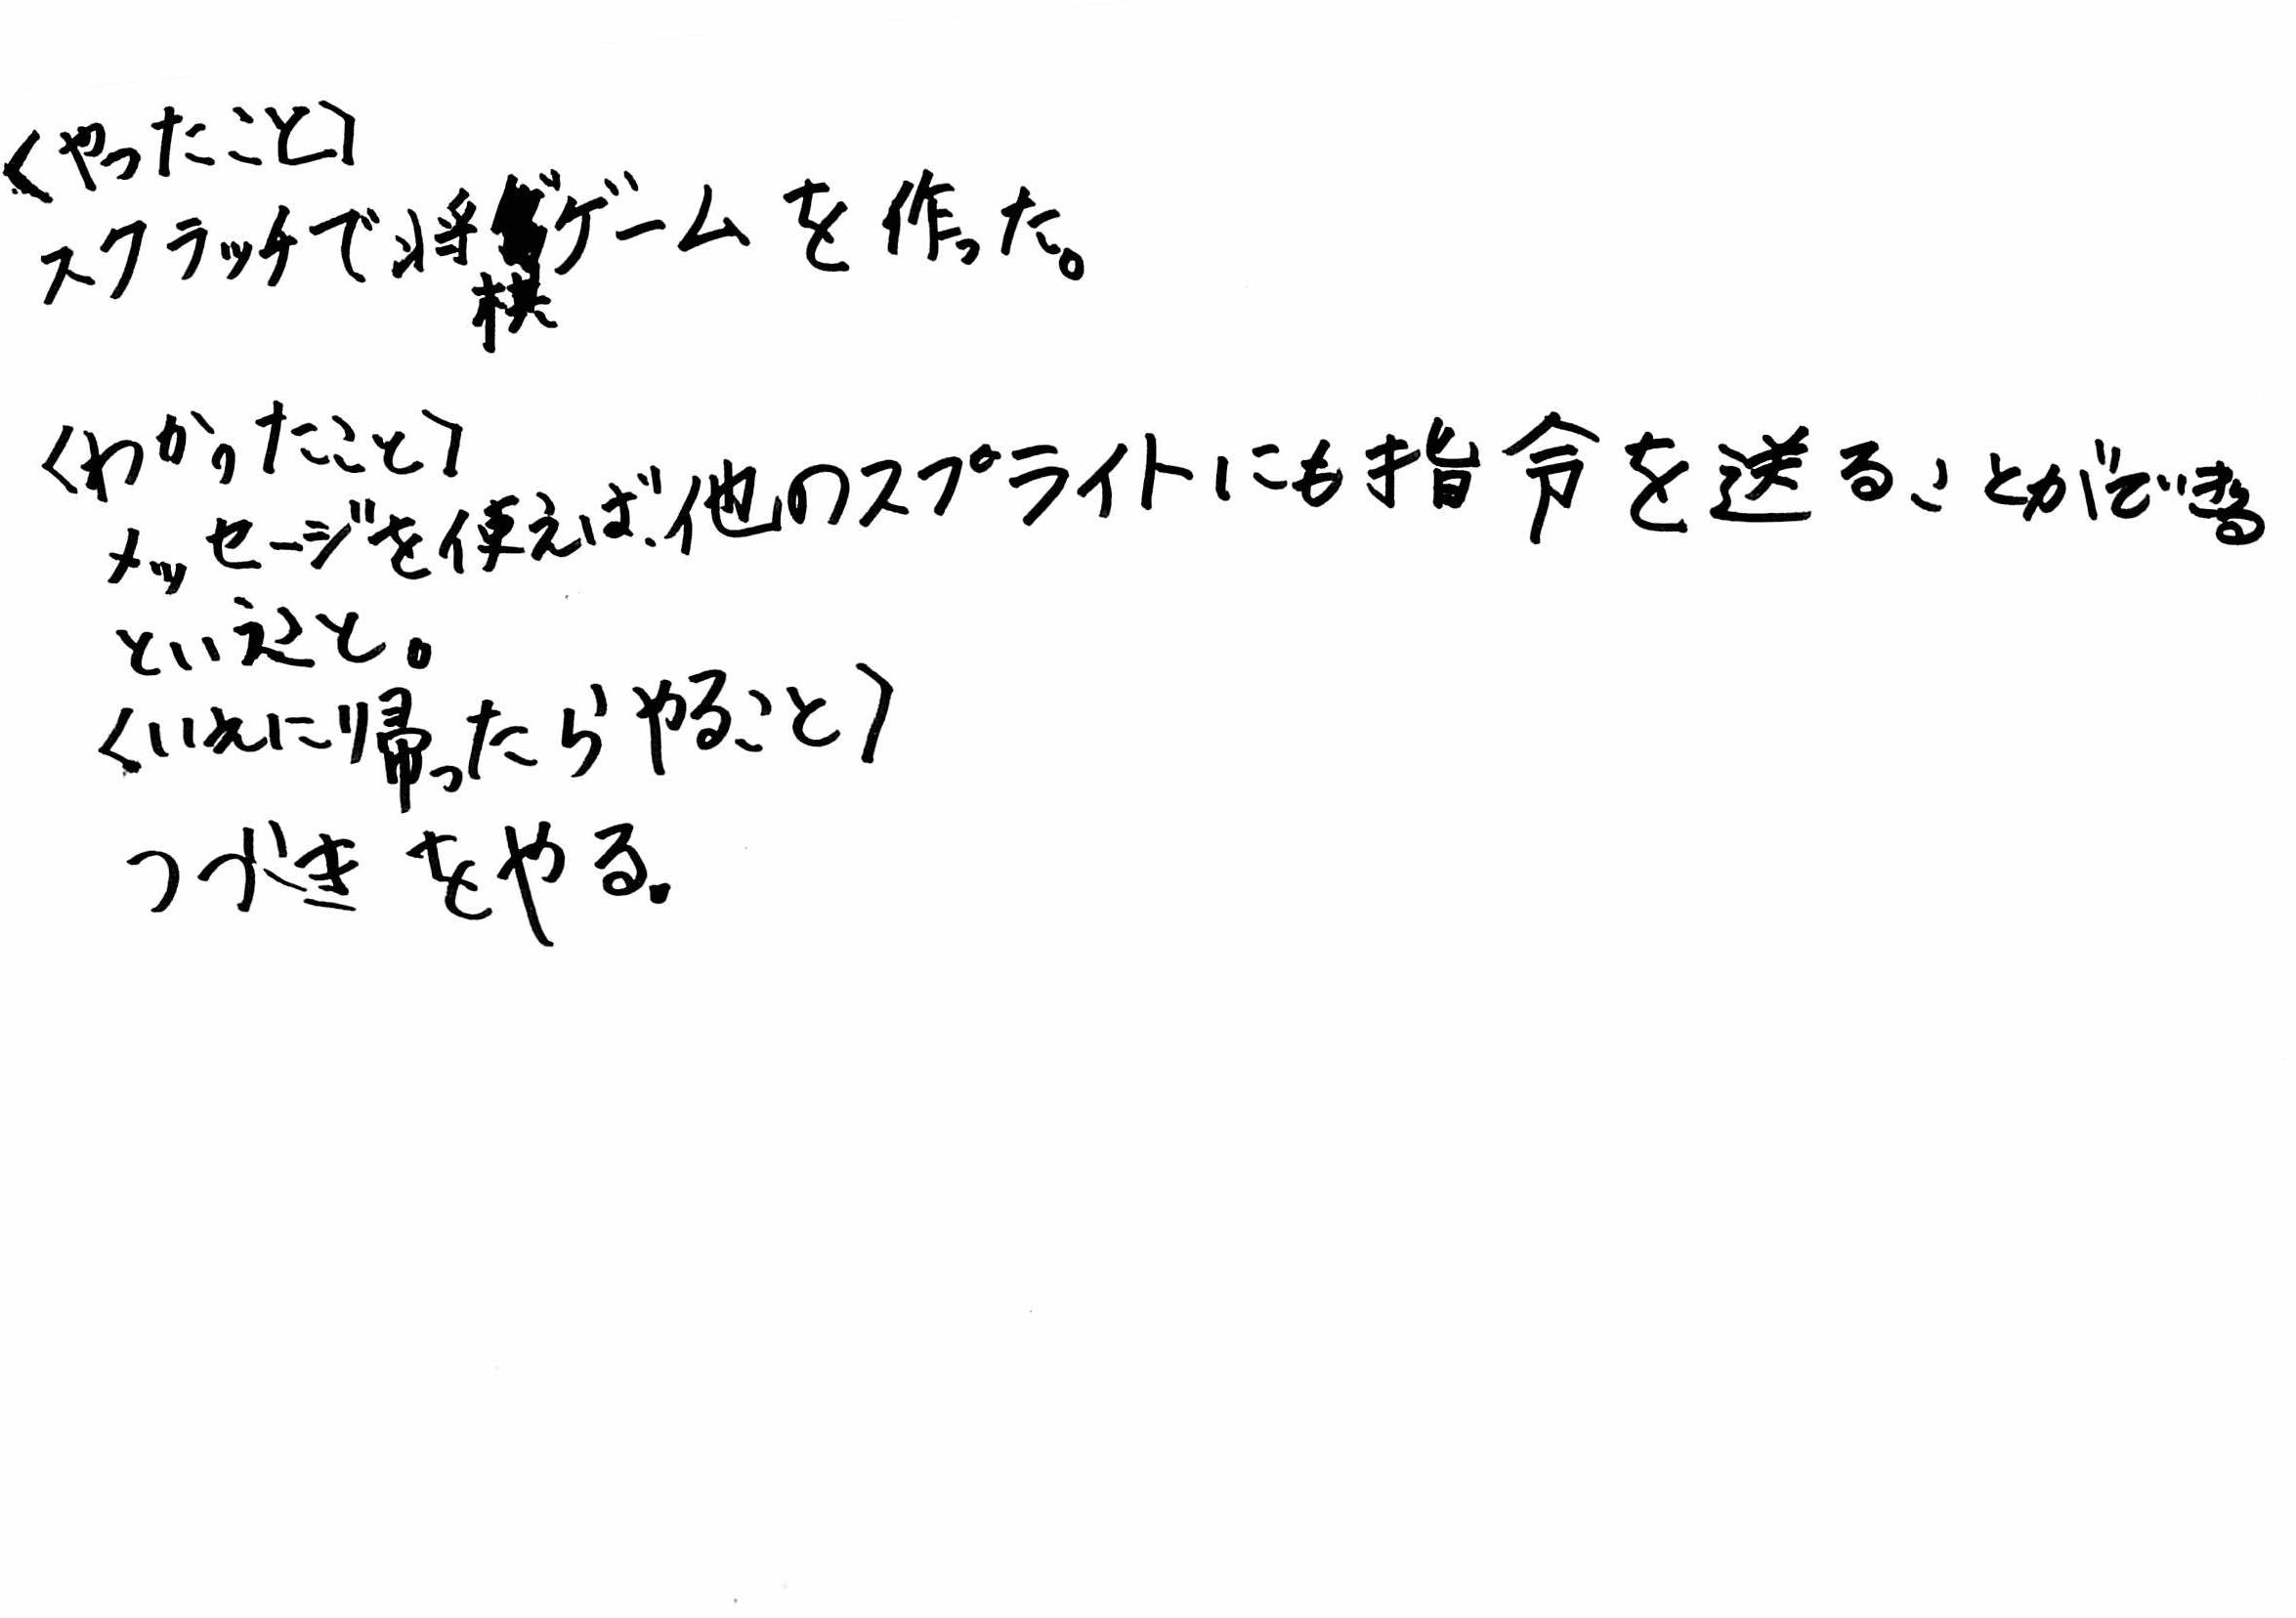 〈やったこと〉
スクラッチで将棋ゲームを作った。
〈わかったこと〉
メッセージを使えば、他のスプライトにも指令を送ることができる
ということ。
〈いえに帰ったらやること〉
つづきをやる.